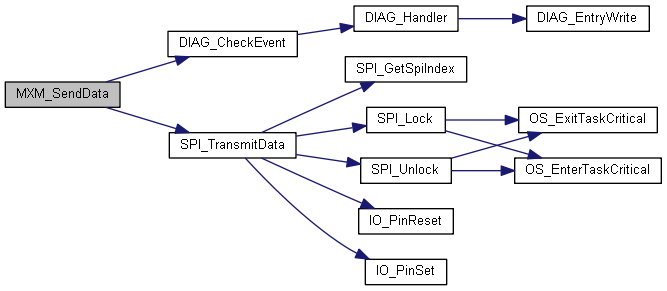 DIAG_Handler
DIAG_EntryWrite
DIAG_CheckEvent
SPI_GetSpiIndex
MXM_SendData
SPI_Lock
OS_ExitTaskCritical
SPI_TransmitData
SPI_Unlock
OS_EnterTaskCritical
IO_PinReset
IO_PinSet